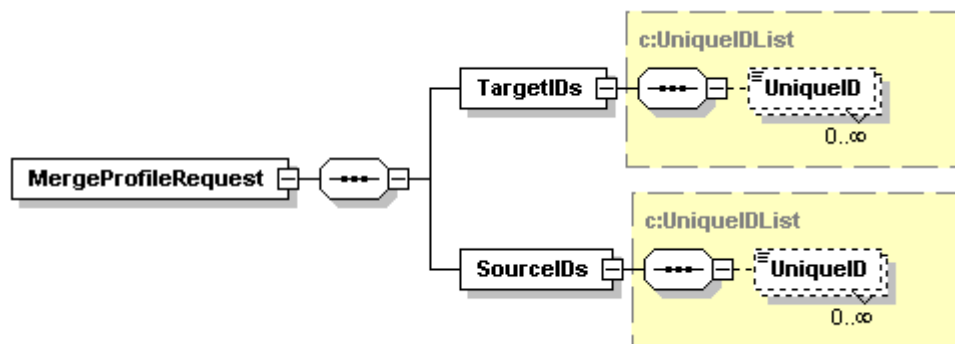 c:UniqueIDList
TargetIDs
UniqueID
0..∞
MergeProfileRequest
c:UniqueIDList
SourceIDs
UniqueID
0..∞